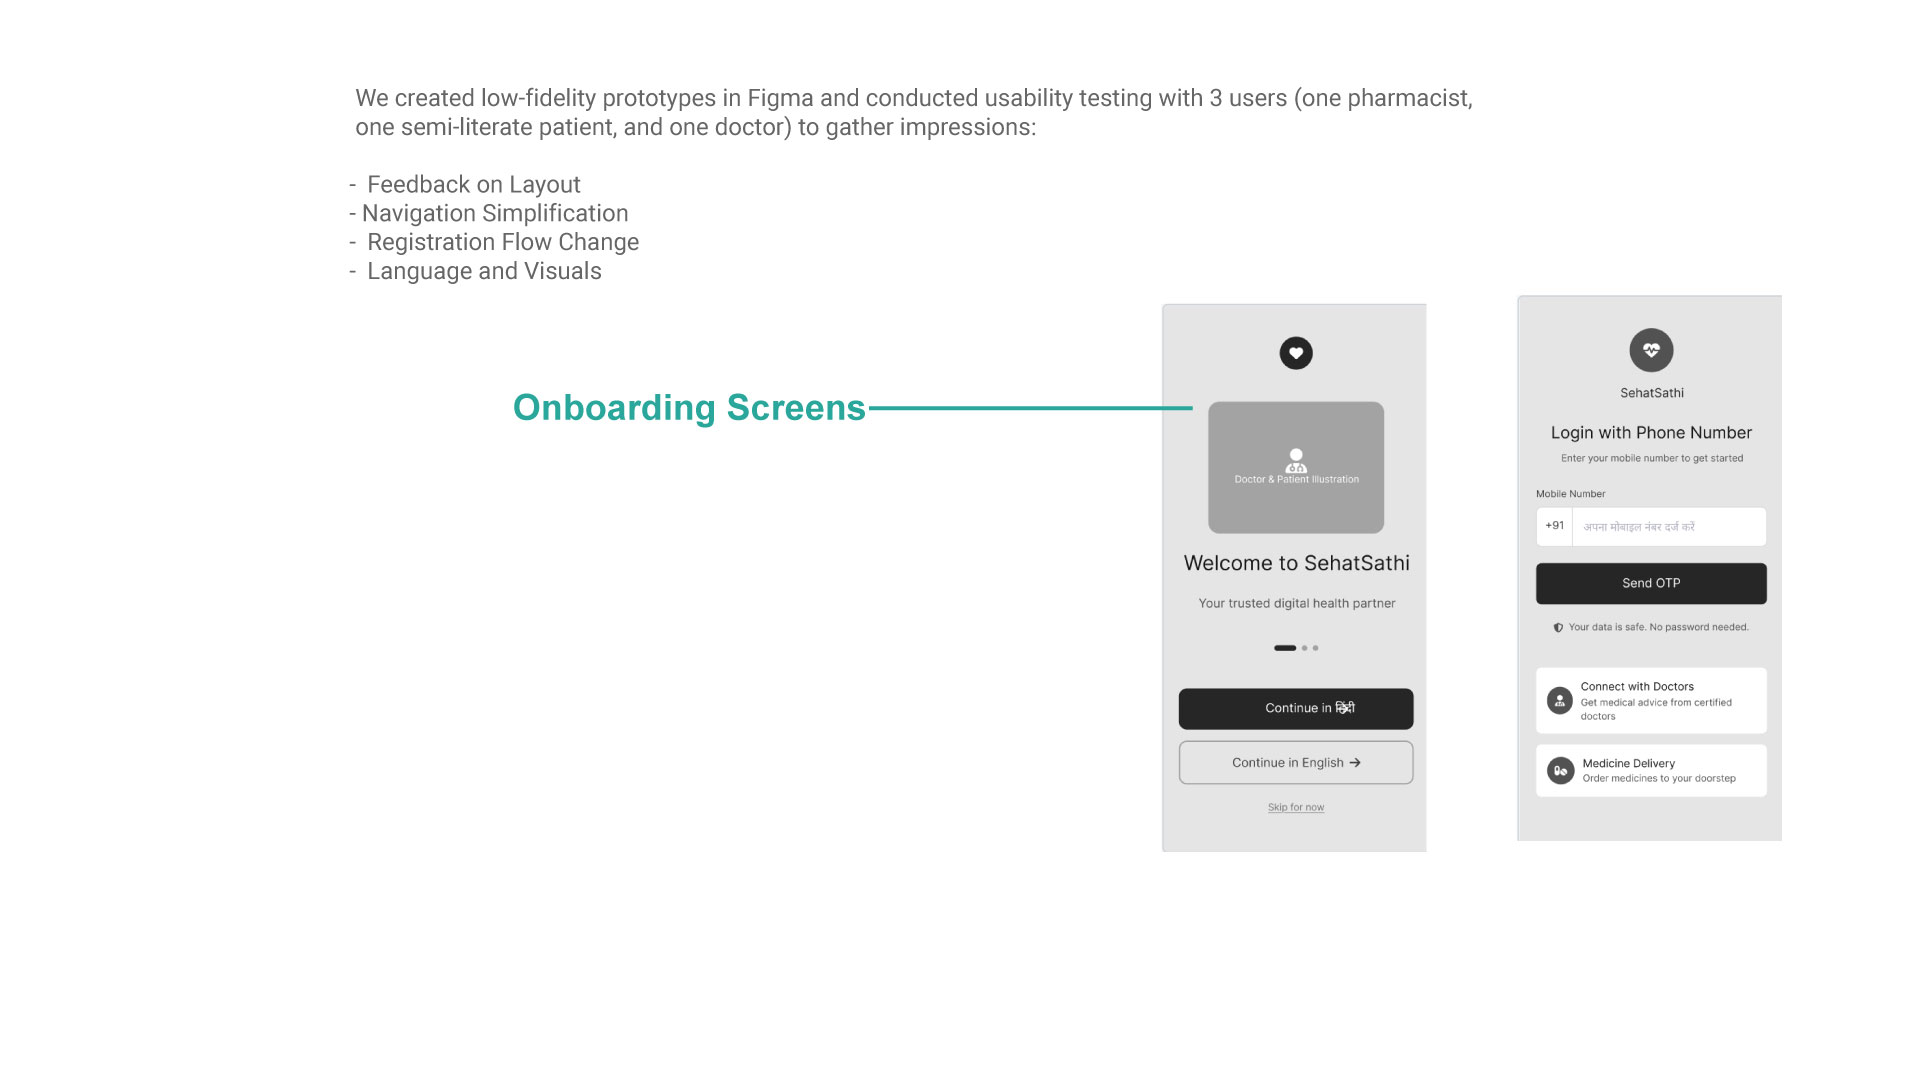 We created low-fidelity prototypes in Figma and conducted usability testing with 3 users (one pharmacist,
one semi-literate patient, and one doctor) to gather impressions:
- Feedback on Layout
- Navigation Simplification
- Registration Flow Change
- Language and Visuals
Onboarding Screens
Doctor & Patient Illustration
Welcome to SehatSathi
Your trusted digital health partner
Continue in हिंदी
Continue in English →
Skip for now
SehatSathi
Login with Phone Number
Enter your mobile number to get started
Mobile Number
+91 अपना मोबाइल नंबर दर्ज करें
Send OTP
Your data is safe. No password needed.
Connect with Doctors
Get medical advice from certified
doctors
Medicine Delivery
Order medicines to your doorstep